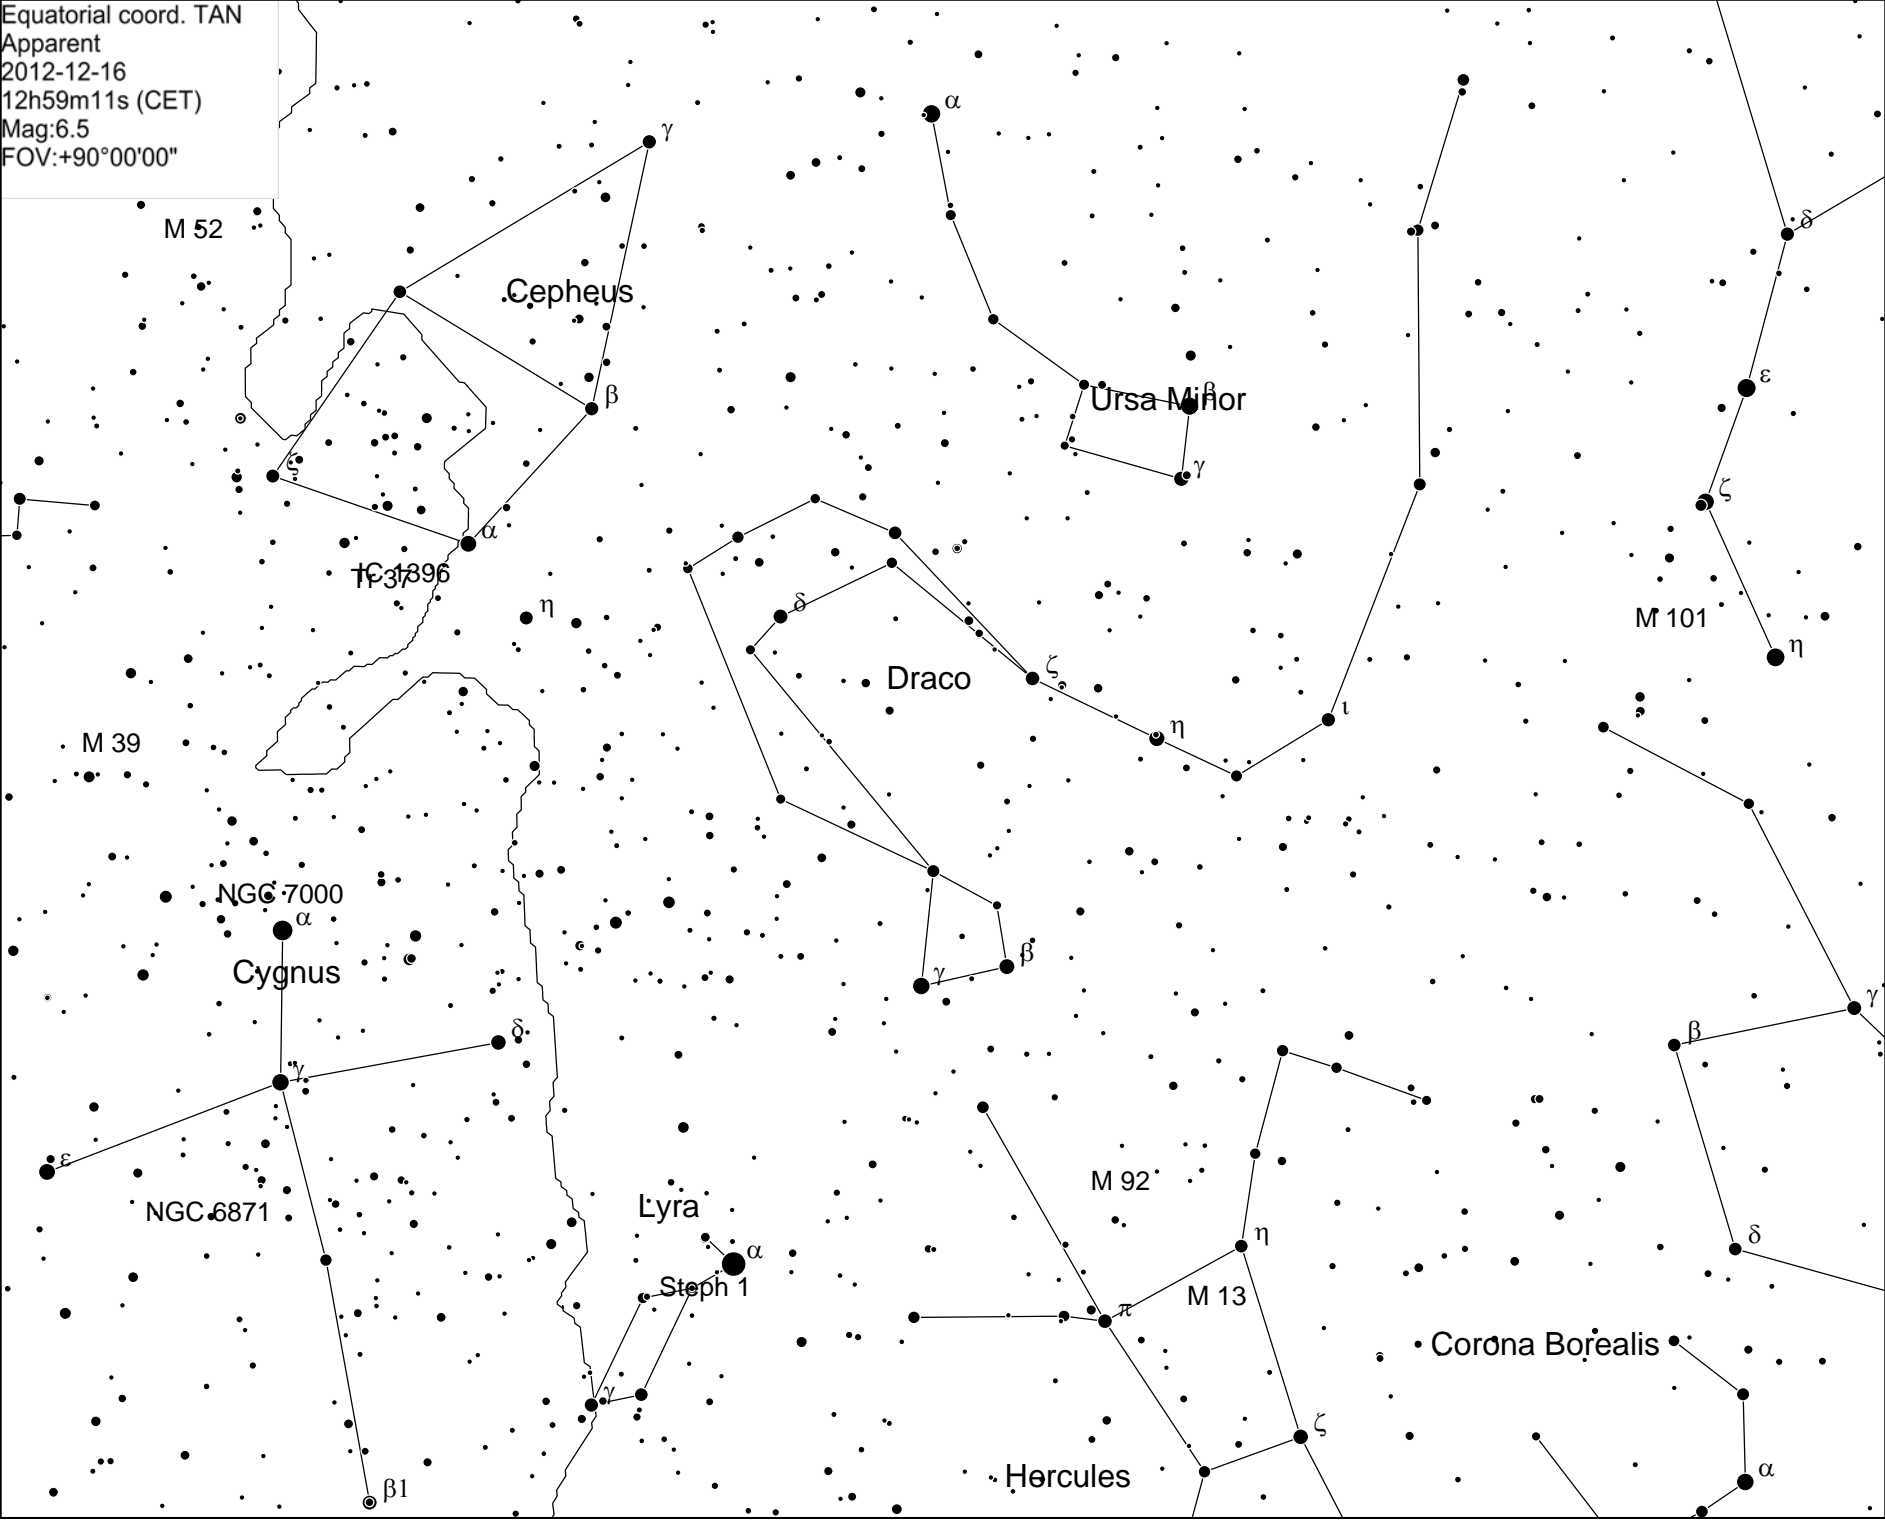 Equatorial coord. TAN
Apparent
2012-12-16
12h59m11s (CET)
Mag:6.5
FOV:+90°00'00"
α
γ
M 52
δ
Cepheus
ε
β
Ursa Minor
β
ζ
γ
ζ
α
IC 1396
Tr 37
η
δ
M 101
η
ζ
Draco
ι
η
M 39
NGC 7000
α
β
Cygnus
γ
γ
δ
β
γ
ε
M 92
Lyra
NGC 6871
η
δ
α
Steph 1
M 13
π
Corona Borealis
γ
ζ
α
Hercules
β1